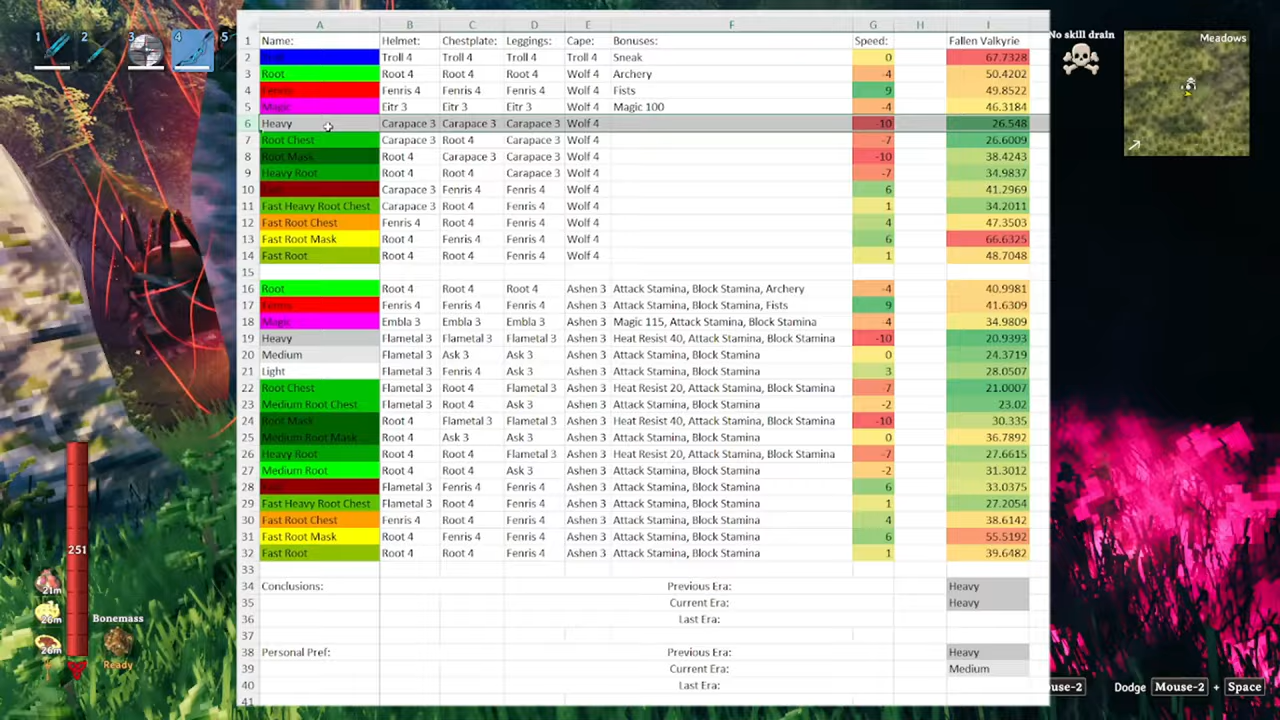 1 2 3 4 5
A B C D E F G H I
1 Name: Helmet: Chestplate: Leggings: Cape: Bonuses: Speed: Fallen Valkyrie
2 Troll 4 Troll 4 Troll 4 Troll 4 Sneak 0 67.7328
3 Root Root 4 Root 4 Root 4 Wolf 4 Archery -4 50.4202
4 Fenris Fenris 4 Fenris 4 Fenris 4 Wolf 4 Fists 9 49.8522
5 Magic Eitr 3 Eitr 3 Eitr 3 Wolf 4 Magic 100 -4 46.3184
6 Heavy Carapace 3 Carapace 3 Carapace 3 Wolf 4 -10 26.548
7 Root Chest Carapace 3 Root 4 Carapace 3 Wolf 4 -7 26.6009
8 Root Mask Root 4 Carapace 3 Carapace 3 Wolf 4 -10 38.4243
9 Heavy Root Root 4 Root 4 Carapace 3 Wolf 4 -7 34.9837
10 Fast Carapace 3 Fenris 4 Fenris 4 Wolf 4 6 41.2969
11 Fast Heavy Root Chest Carapace 3 Root 4 Fenris 4 Wolf 4 1 34.2011
12 Fast Root Chest Fenris 4 Root 4 Fenris 4 Wolf 4 4 47.3503
13 Fast Root Mask Root 4 Fenris 4 Fenris 4 Wolf 4 6 66.6325
14 Fast Root Root 4 Root 4 Fenris 4 Wolf 4 1 48.7048
15
16 Root Root 4 Root 4 Root 4 Ashen 3 Attack Stamina, Block Stamina, Archery -4 40.9981
17 Fenris Fenris 4 Fenris 4 Fenris 4 Ashen 3 Attack Stamina, Block Stamina, Fists 9 41.6309
18 Magic Embla 3 Embla 3 Embla 3 Ashen 3 Magic 115, Attack Stamina, Block Stamina -4 34.9809
19 Heavy Flametal 3 Flametal 3 Flametal 3 Ashen 3 Heat Resist 40, Attack Stamina, Block Stamina -10 20.9393
20 Medium Flametal 3 Ask 3 Ask 3 Ashen 3 Attack Stamina, Block Stamina 0 24.3719
21 Light Flametal 3 Fenris 4 Ask 3 Ashen 3 Attack Stamina, Block Stamina 3 28.0507
22 Root Chest Flametal 3 Root 4 Flametal 3 Ashen 3 Heat Resist 20, Attack Stamina, Block Stamina -7 21.0007
23 Medium Root Chest Flametal 3 Root 4 Ask 3 Ashen 3 Attack Stamina, Block Stamina -2 23.02
24 Root Mask Root 4 Flametal 3 Flametal 3 Ashen 3 Heat Resist 40, Attack Stamina, Block Stamina -10 30.335
25 Medium Root Mask Root 4 Ask 3 Ask 3 Ashen 3 Attack Stamina, Block Stamina 0 36.7892
26 Heavy Root Root 4 Root 4 Flametal 3 Ashen 3 Heat Resist 20, Attack Stamina, Block Stamina -7 27.6615
27 Medium Root Root 4 Root 4 Ask 3 Ashen 3 Attack Stamina, Block Stamina -2 31.3012
28 Fast Flametal 3 Fenris 4 Fenris 4 Ashen 3 Attack Stamina, Block Stamina 6 33.0375
29 Fast Heavy Root Chest Flametal 3 Root 4 Fenris 4 Ashen 3 Attack Stamina, Block Stamina 1 27.2054
30 Fast Root Chest Fenris 4 Root 4 Fenris 4 Ashen 3 Attack Stamina, Block Stamina 4 38.6142
31 Fast Root Mask Root 4 Fenris 4 Fenris 4 Ashen 3 Attack Stamina, Block Stamina 6 55.5192
32 Fast Root Root 4 Root 4 Fenris 4 Ashen 3 Attack Stamina, Block Stamina 1 39.6482
33
34 Conclusions: Previous Era: Heavy
35 Current Era: Heavy
36 Last Era:
37
38 Personal Pref: Previous Era: Heavy
39 Current Era: Medium
40 Last Era:
41
No skill drain
Meadows
251
21m
26m
26m
Bonemass
Ready
use-2 Dodge Mouse-2 + Space